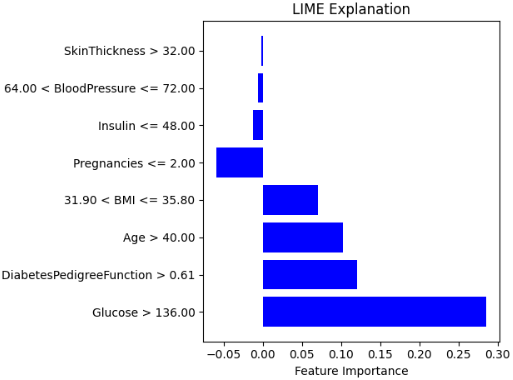 LIME Explanation
SkinThickness > 32.00
64.00 < BloodPressure <= 72.00
Insulin <= 48.00
Pregnancies <= 2.00
31.90 < BMI <= 35.80
Age > 40.00
DiabetesPedigreeFunction > 0.61
Glucose > 136.00
−0.05 0.00 0.05 0.10 0.15 0.20 0.25 0.30
Feature Importance